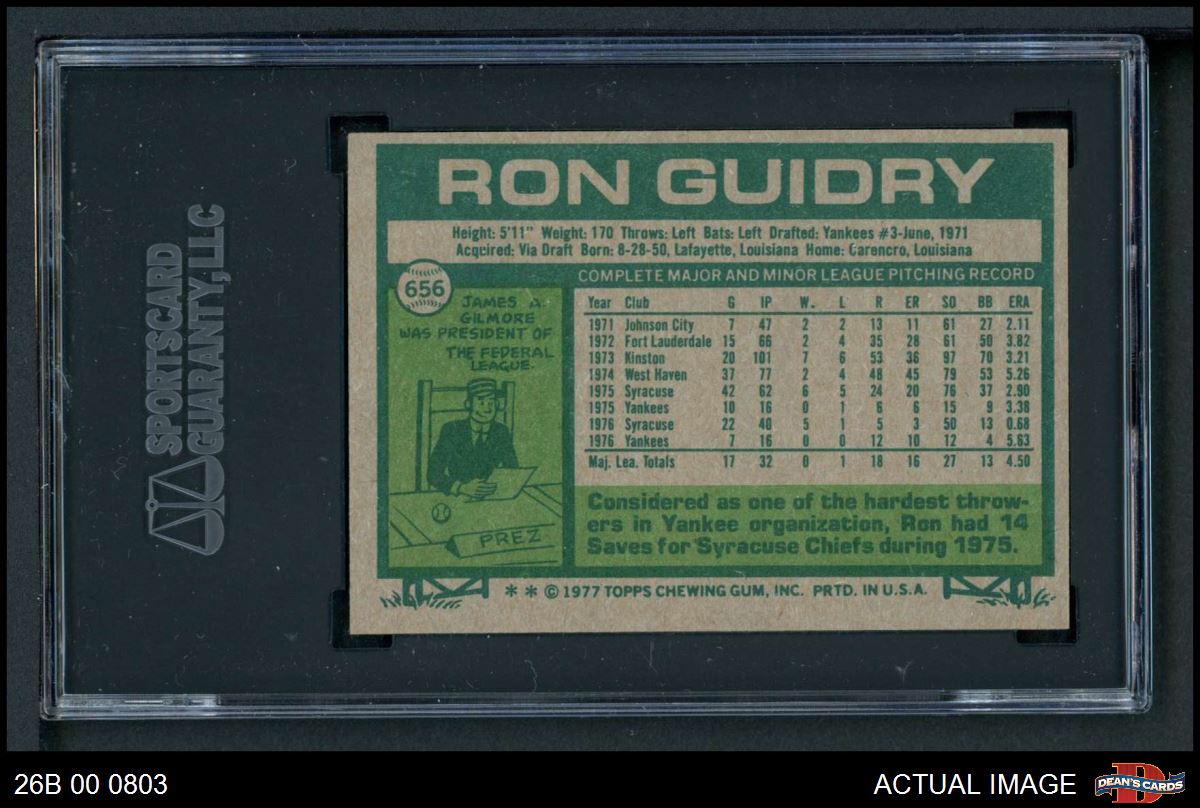 SPORTSCARD
GUARANTY, LLC
RON GUIDRY
Height: 5'11" Weight: 170 Throws: Left Bats: Left Drafted: Yankees #3-June, 1971
Acquired: Via Draft Born: 8-28-50, Lafayette, Louisiana Home: Carencro, Louisiana
656
JAMES A.
GILMORE
WAS PRESIDENT OF
THE FEDERAL
LEAGUE.
PREZ
COMPLETE MAJOR AND MINOR LEAGUE PITCHING RECORD
Year Club G IP W. L R ER SO BB ERA
1971 Johnson City 7 47 2 2 13 11 61 27 2.11
1972 Fort Lauderdale 15 66 2 4 35 28 61 50 3.82
1973 Kinston 20 101 7 6 53 36 97 70 3.21
1974 West Haven 37 77 2 4 48 45 79 53 5.26
1975 Syracuse 42 62 6 5 24 20 76 37 2.90
1975 Yankees 10 16 0 1 6 6 15 9 3.38
1976 Syracuse 22 40 5 1 5 3 50 13 0.68
1976 Yankees 7 16 0 0 12 10 12 4 5.63
Maj. Lea. Totals 17 32 0 1 18 16 27 13 4.50
Considered as one of the hardest throw-
ers in Yankee organization, Ron had 14
Saves for Syracuse Chiefs during 1975.
* * © 1977 TOPPS CHEWING GUM, INC. PRTD. IN U.S.A.
26B 00 0803
ACTUAL IMAGE
DEAN'S CARDS